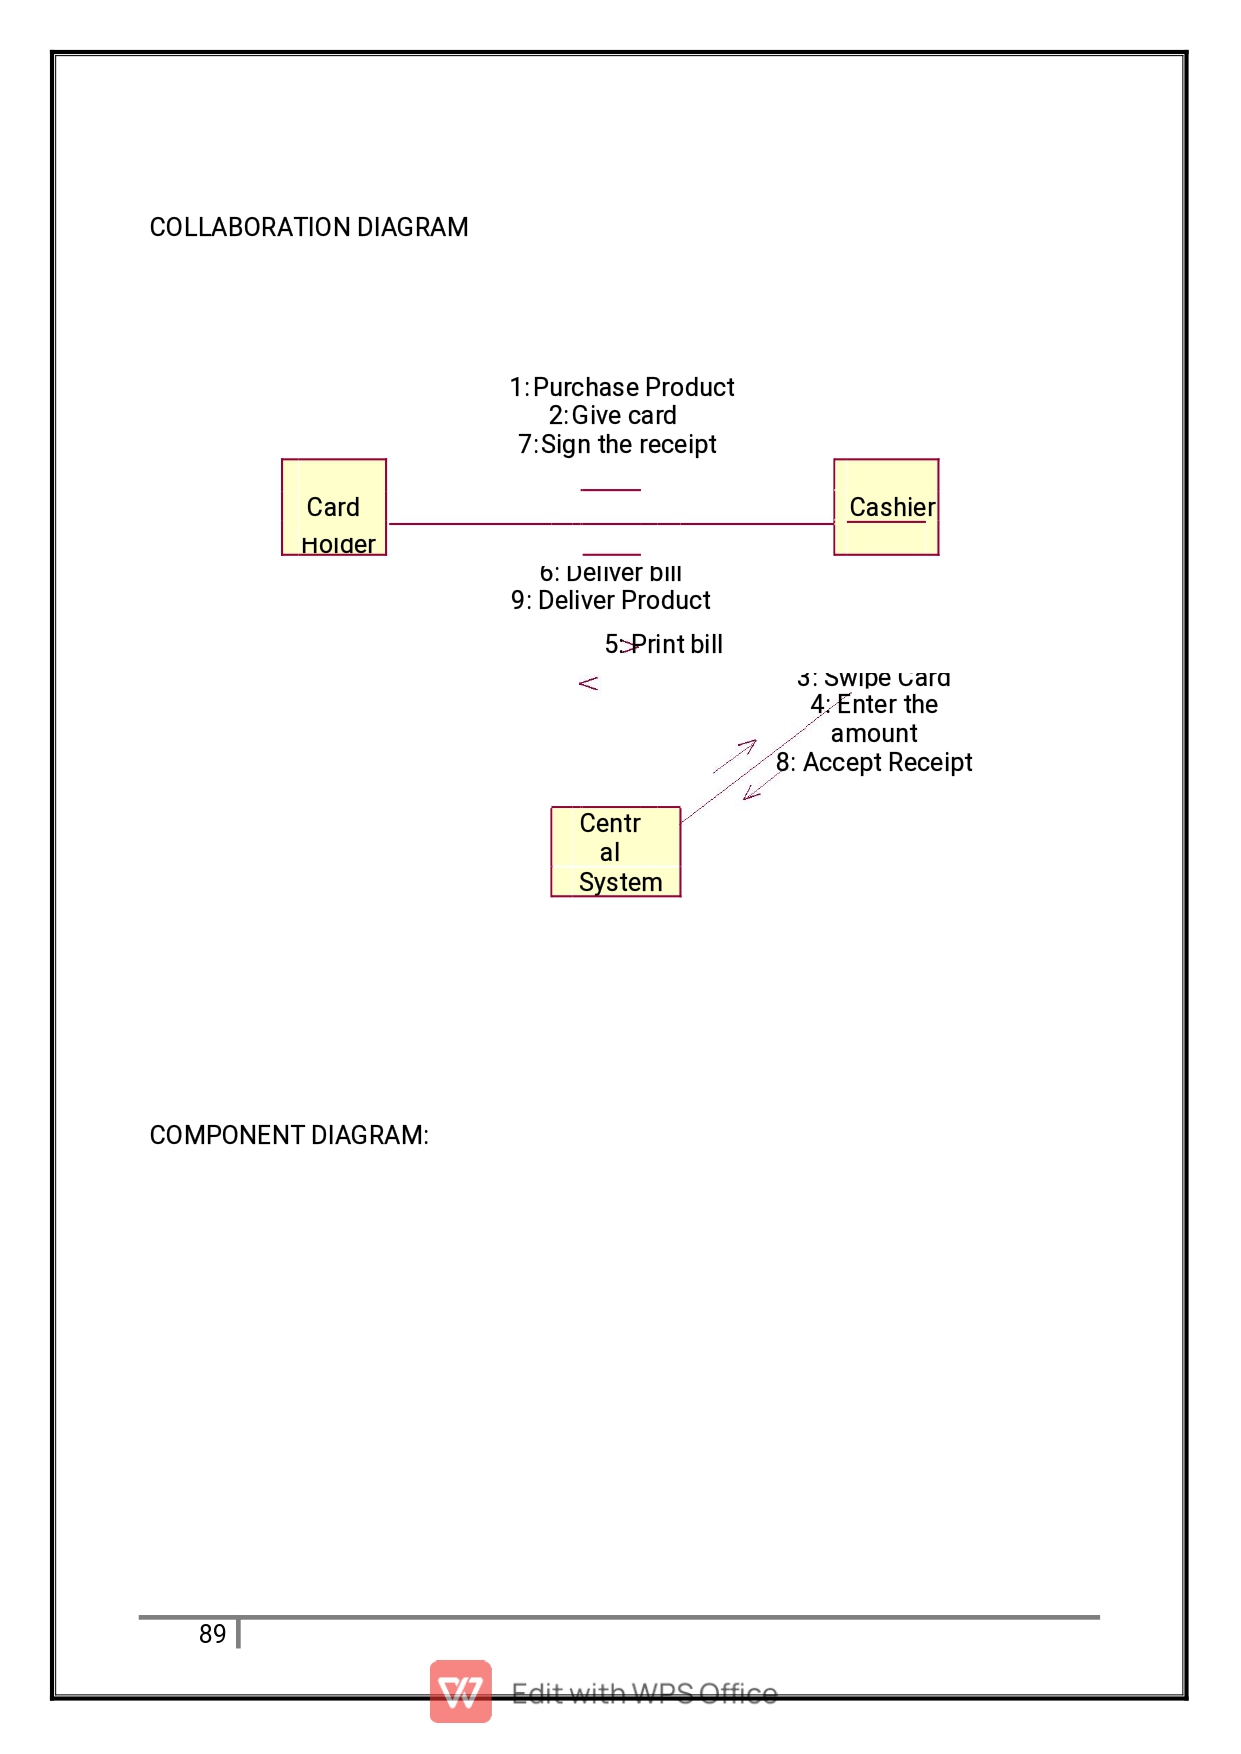 COLLABORATION DIAGRAM
1: Purchase Product
2: Give card
7: Sign the receipt
Card
Holder
Cashier
6: Deliver bill
9: Deliver Product
5: Print bill
3: Swipe Card
4: Enter the
amount
8: Accept Receipt
Centr
al
System
COMPONENT DIAGRAM:
89
Edit with WPS Office